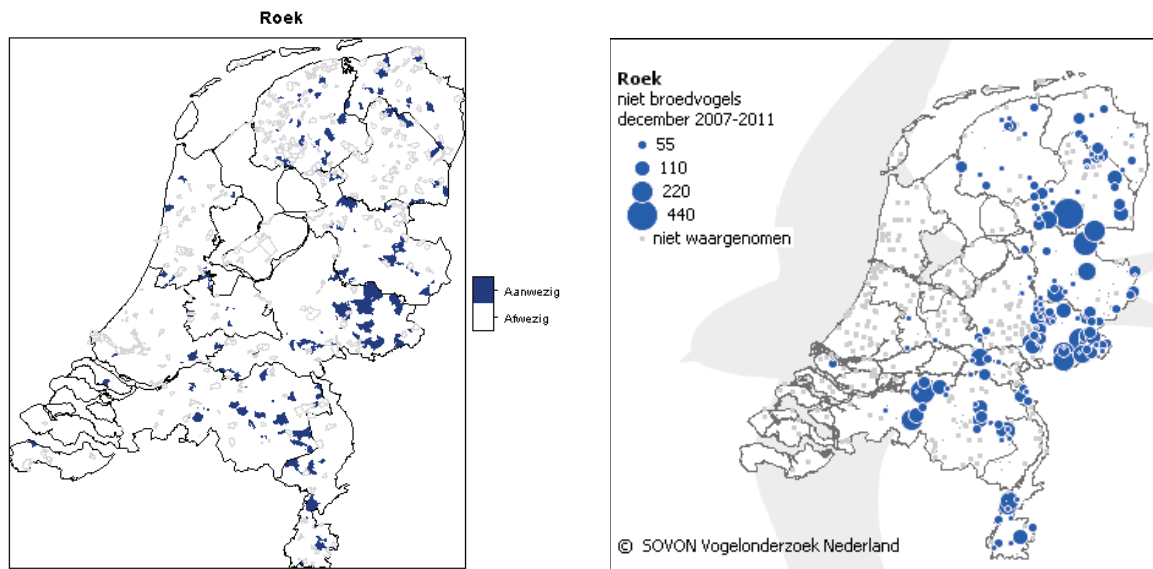 Roek
Aanwezig
Afwezig
Roek
niet broedvogels
december 2007-2011
55
110
220
440
niet waargenomen
© SOVON Vogelonderzoek Nederland